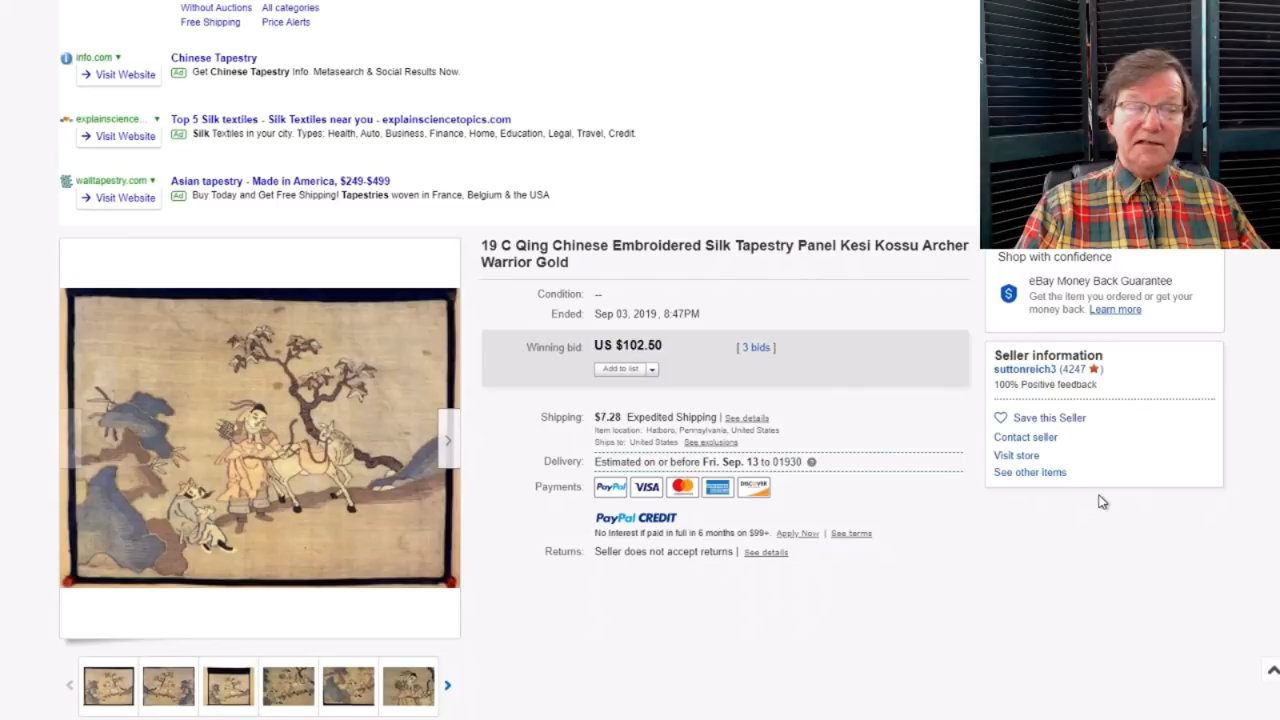 Without Auctions All categories
Free Shipping Price Alerts
info.com
Chinese Tapestry
→ Visit Website
Ad Get Chinese Tapestry Info. Metasearch & Social Results Now.
explainscience...
Top 5 Silk textiles - Silk Textiles near you - explainsciencetopics.com
→ Visit Website
Ad Silk Textiles in your city. Types: Health, Auto, Business, Finance, Home, Education, Legal, Travel, Credit.
walltapestry.com
Asian tapestry - Made in America, $249-$499
→ Visit Website
Ad Buy Today and Get Free Shipping! Tapestries woven in France, Belgium & the USA
19 C Qing Chinese Embroidered Silk Tapestry Panel Kesi Kossu Archer
Warrior Gold
Condition: --
Ended: Sep 03, 2019 , 8:47PM
Winning bid: US $102.50 [ 3 bids ]
Add to list
Shipping: $7.28 Expedited Shipping | See details
Item location: Hatboro, Pennsylvania, United States
Ships to: United States See exclusions
Delivery: Estimated on or before Fri. Sep. 13 to 01930
Payments: PayPal VISA MasterCard DISCOVER
PayPal CREDIT
No Interest if paid in full in 6 months on $99+. Apply Now | See terms
Returns: Seller does not accept returns | See details
Shop with confidence
eBay Money Back Guarantee
Get the item you ordered or get your
money back. Learn more
Seller information
suttonreich3 (4247 ★)
100% Positive feedback
Save this Seller
Contact seller
Visit store
See other items